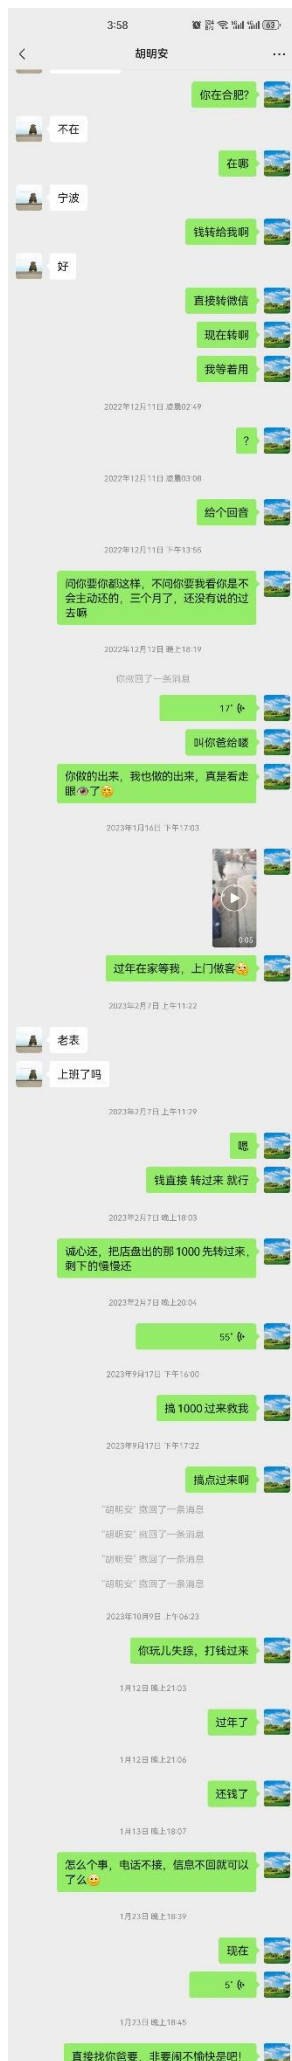 3:58
63
胡明安
你在合肥?
不在
在哪
宁波
钱转给我啊
好
直接转微信
现在转啊
我等着用
2022年12月11日 凌晨02:49
?
2022年12月11日 凌晨03:08
给个回音
2022年12月11日 下午13:55
问你要你都这样，不问你要我看你是不
会主动还的，三个月了，还没有说的过
去嘛
2022年12月12日 晚上18:19
你撤回了一条消息
17"
叫你爸给喽
你做的出来，我也做的出来，真是看走
眼👁了🥴
2023年1月16日 下午17:03
0:05
过年在家等我，上门做客
2023年2月7日 上午11:22
老表
上班了吗
2023年2月7日 上午11:29
嗯
钱直接 转过来 就行
2023年2月7日 晚上18:03
诚心还，把店盘出的那1000先转过来，
剩下的慢慢还
2023年2月7日 晚上20:04
55"
2023年9月17日 下午16:00
搞1000过来救我
2023年9月17日 下午17:22
搞点过来啊
"胡明安" 撤回了一条消息
"胡明安" 撤回了一条消息
"胡明安" 撤回了一条消息
"胡明安" 撤回了一条消息
2023年10月9日 上午06:23
你玩儿失踪，打钱过来
1月12日 晚上21:03
过年了
1月12日 晚上21:06
还钱了
1月13日 晚上18:07
怎么个事，电话不接，信息不回就可以
了么
1月23日 晚上18:39
现在
5"
1月23日 晚上18:45
直接找你爸要，非要闹不愉快是吧！